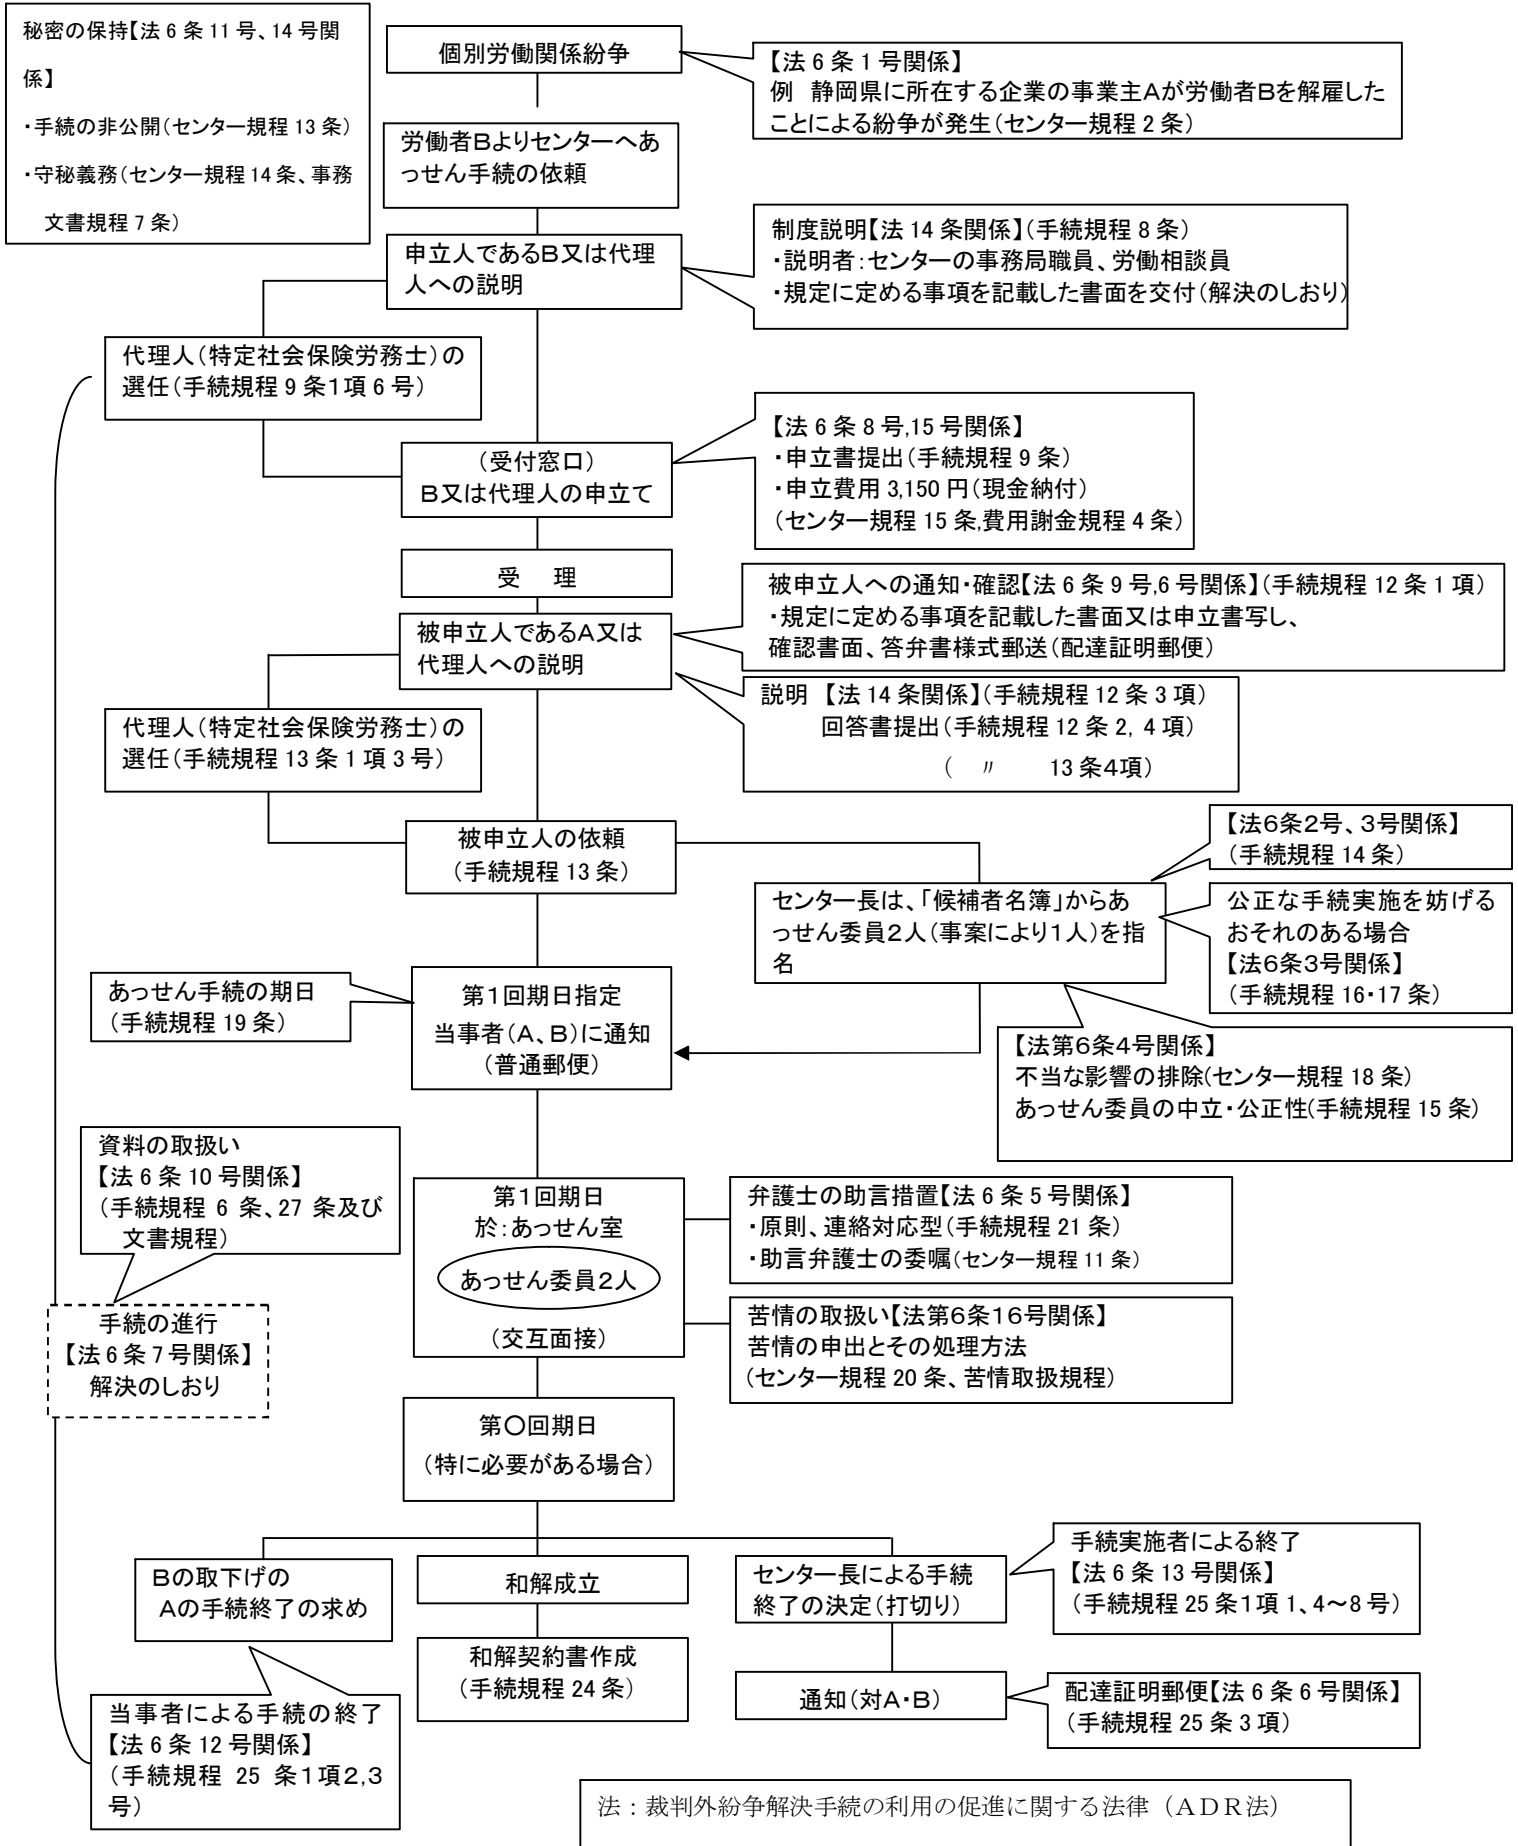 秘密の保持【法6条11号、14号関
係】
・手続の非公開（センター規程13条）
・守秘義務（センター規程14条、事務
文書規程7条）
個別労働関係紛争
【法6条1号関係】
例　静岡県に所在する企業の事業主Aが労働者Bを解雇した
ことによる紛争が発生（センター規程2条）
労働者Bよりセンターへあ
っせん手続の依頼
申立人であるB又は代理
人への説明
制度説明【法14条関係】（手続規程8条）
・説明者：センターの事務局職員、労働相談員
・規定に定める事項を記載した書面を交付（解決のしおり）
代理人（特定社会保険労務士）の
選任（手続規程9条1項6号）
（受付窓口）
B又は代理人の申立て
【法6条8号,15号関係】
・申立書提出（手続規程9条）
・申立費用3,150円（現金納付）
（センター規程15条,費用謝金規程4条）
受　理
被申立人であるA又は
代理人への説明
被申立人への通知・確認【法6条9号,6号関係】（手続規程12条1項）
・規定に定める事項を記載した書面又は申立書写し、
確認書面、答弁書様式郵送（配達証明郵便）
説明　【法14条関係】（手続規程12条3項）
回答書提出（手続規程12条2,4項）
（　〃　　13条4項）
代理人（特定社会保険労務士）の
選任（手続規程13条1項3号）
被申立人の依頼
（手続規程13条）
【法6条2号、3号関係】
（手続規程14条）
センター長は、「候補者名簿」からあ
っせん委員2人（事案により1人）を指
名
公正な手続実施を妨げる
おそれのある場合
【法6条3号関係】
（手続規程16・17条）
あっせん手続の期日
（手続規程19条）
第1回期日指定
当事者（A、B）に通知
（普通郵便）
【法第6条4号関係】
不当な影響の排除（センター規程18条）
あっせん委員の中立・公正性（手続規程15条）
資料の取扱い
【法6条10号関係】
（手続規程6条、27条及び
文書規程）
第1回期日
於：あっせん室
あっせん委員2人
（交互面接）
弁護士の助言措置【法6条5号関係】
・原則、連絡対応型（手続規程21条）
・助言弁護士の委嘱（センター規程11条）
手続の進行
【法6条7号関係】
解決のしおり
苦情の取扱い【法第6条16号関係】
苦情の申出とその処理方法
（センター規程20条、苦情取扱規程）
第○回期日
（特に必要がある場合）
Bの取下げの
Aの手続終了の求め
和解成立
センター長による手続
終了の決定（打切り）
手続実施者による終了
【法6条13号関係】
（手続規程25条1項1、4～8号）
和解契約書作成
（手続規程24条）
通知（対A・B）
配達証明郵便【法6条6号関係】
（手続規程25条3項）
当事者による手続の終了
【法6条12号関係】
（手続規程25条1項2,3
号）
法：裁判外紛争解決手続の利用の促進に関する法律（ADR法）